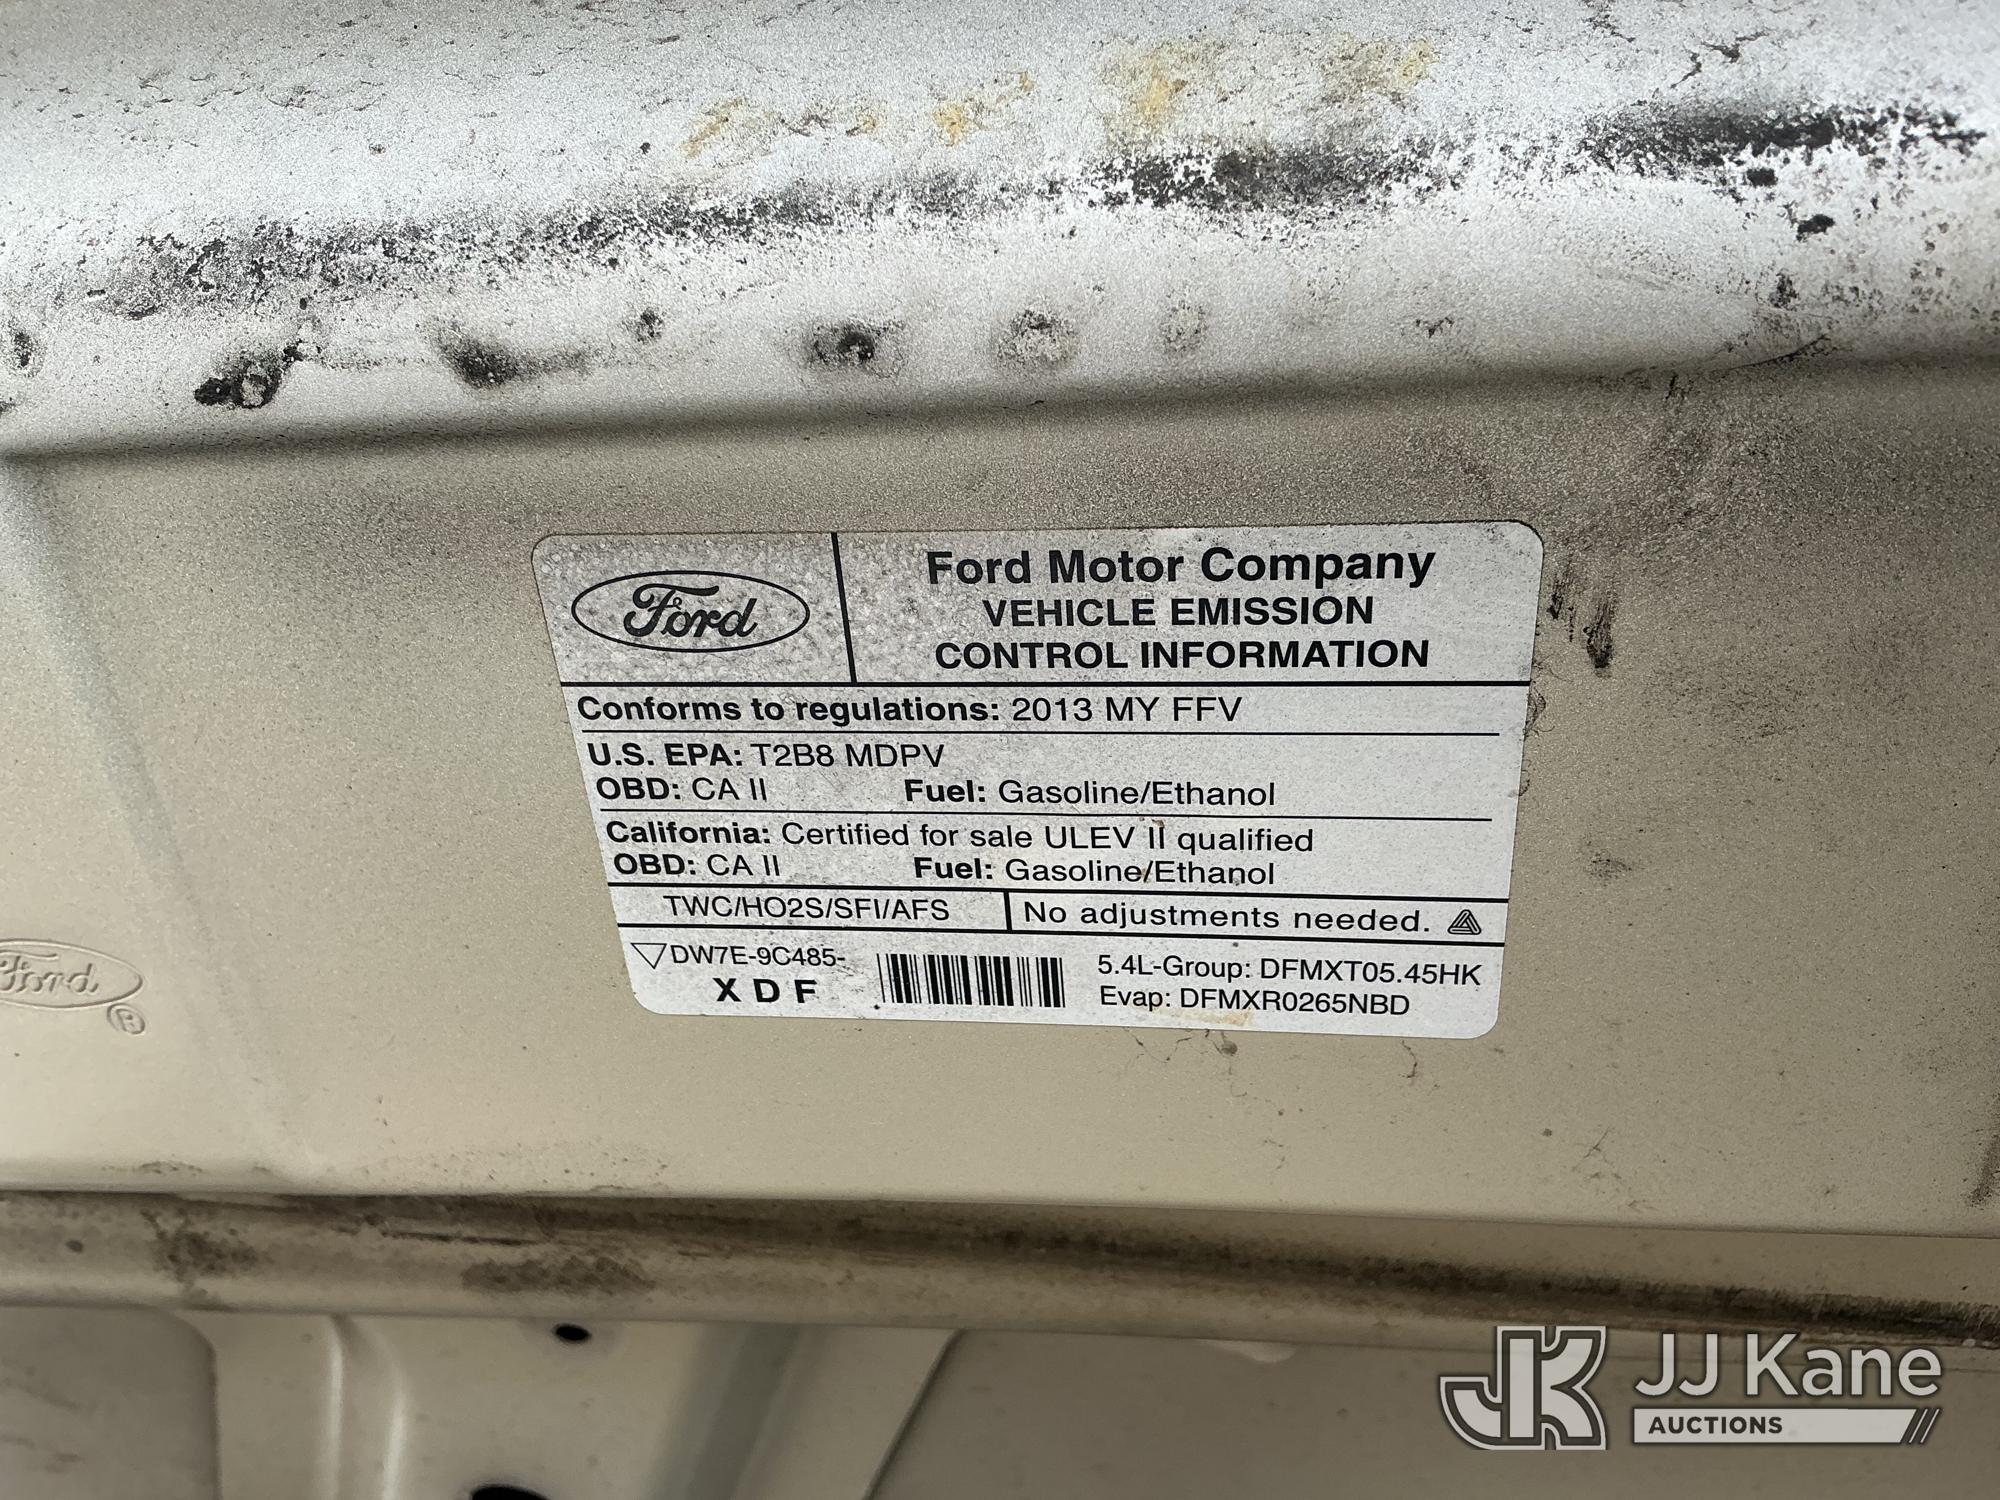 Ford
Ford Motor Company
VEHICLE EMISSION
CONTROL INFORMATION
Conforms to regulations: 2013 MY FFV
U.S. EPA: T2B8 MDPV
OBD: CA II Fuel: Gasoline/Ethanol
California: Certified for sale ULEV II qualified
OBD: CA II Fuel: Gasoline/Ethanol
TWC/HO2S/SFI/AFS No adjustments needed.
DW7E-9C485-
XDF
5.4L-Group: DFMXT05.45HK
Evap: DFMXR0265NBD
Ford ®
JK JJ Kane
AUCTIONS